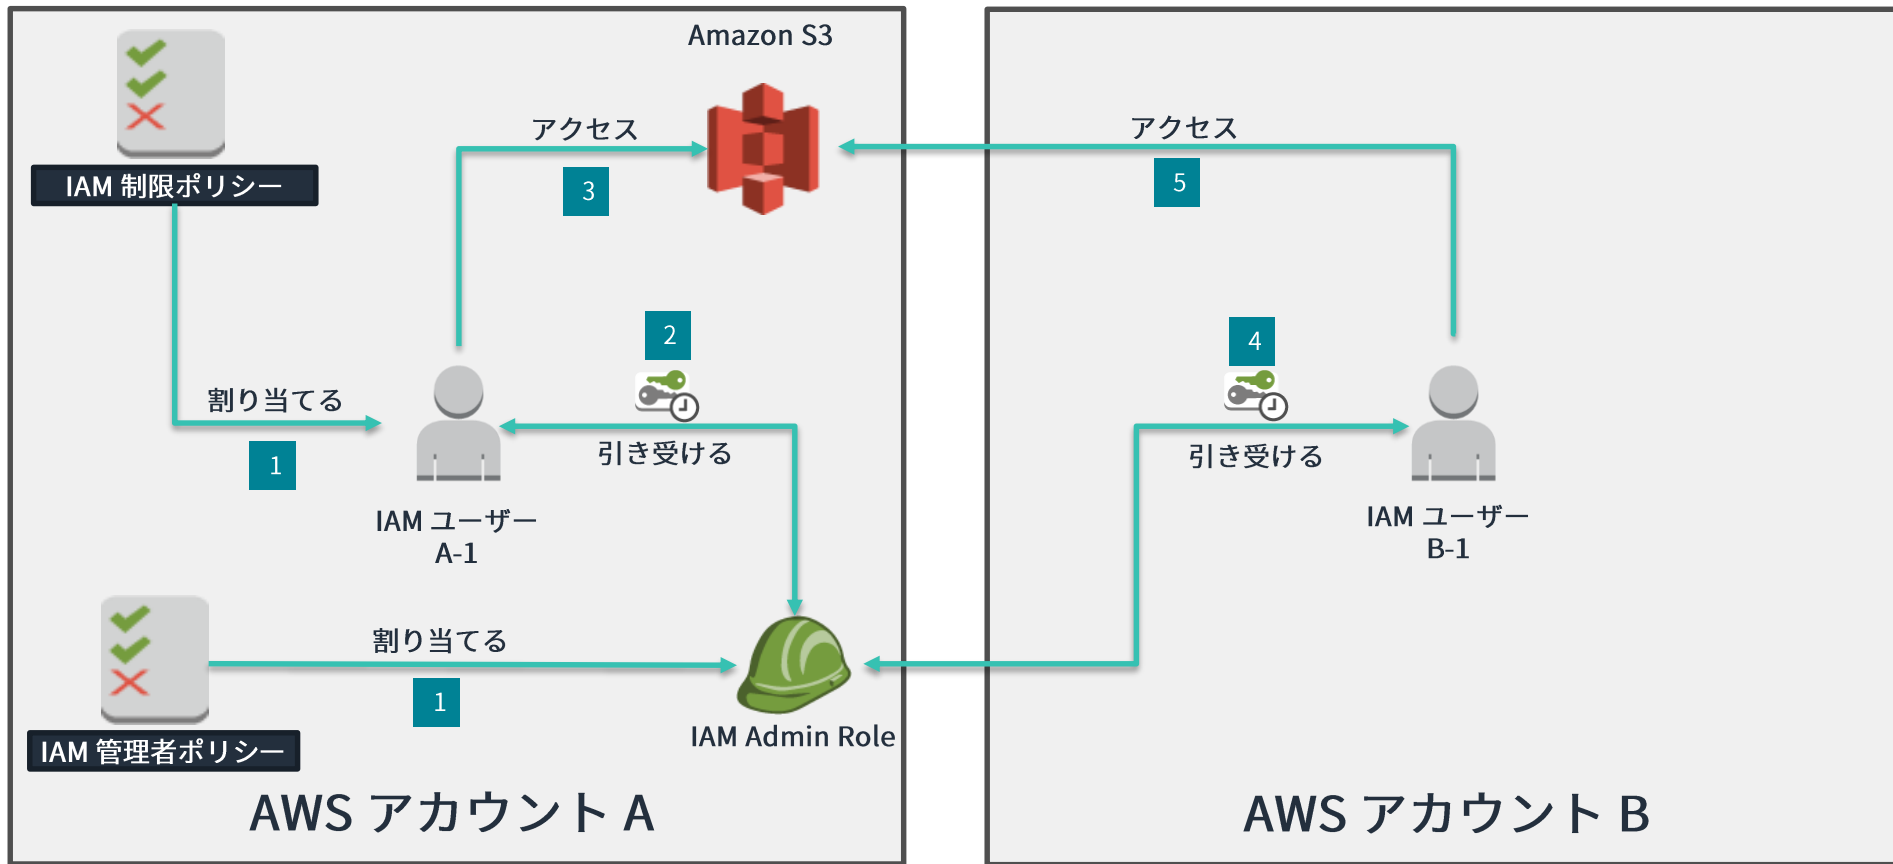 Amazon S3
IAM 制限ポリシー
アクセス
3
アクセス
5
割り当てる
1
2
引き受ける
4
引き受ける
IAM ユーザー
A-1
IAM ユーザー
B-1
割り当てる
1
IAM 管理者ポリシー
IAM Admin Role
AWS アカウント A
AWS アカウント B